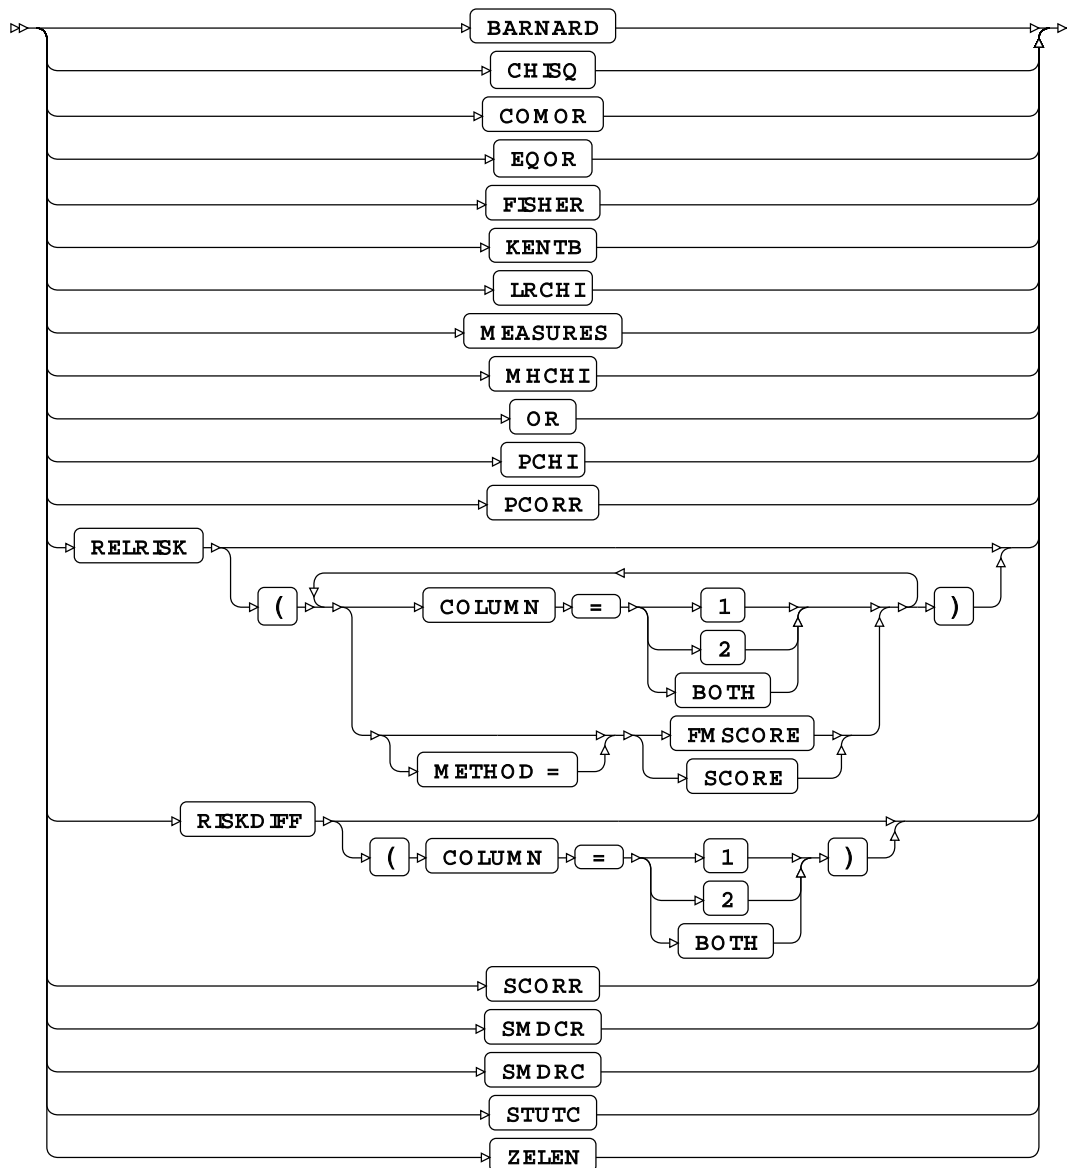 BARNARD
CHISQ
COMOR
EQOR
FISHER
KENTB
LRCHI
MEASURES
MHCHI
OR
PCHI
PCORR
RELRISK
( COLUMN = 1 )
2
BOTH
FMSCORE
METHOD = SCORE
RISKDIFF
( COLUMN = 1 )
2
BOTH
SCORR
SMDCR
SMDRC
STUTC
ZELEN